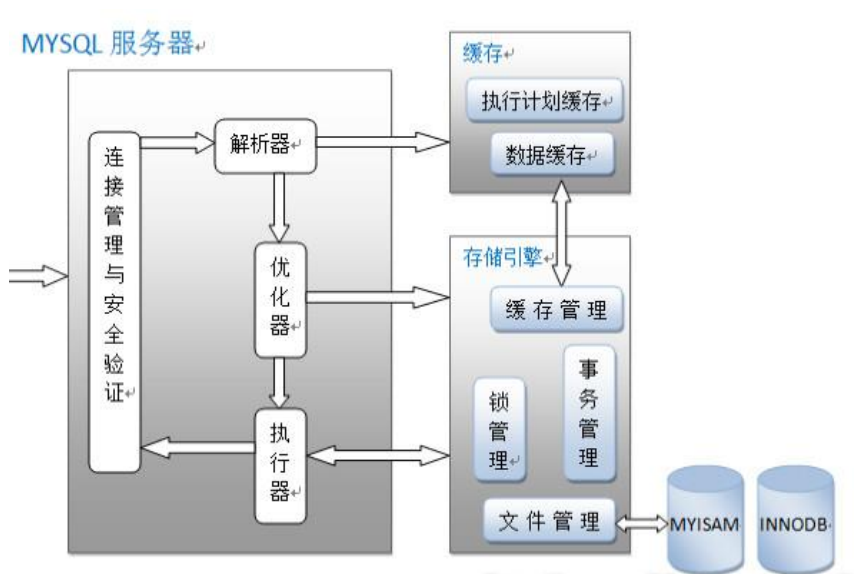 MYSQL 服务器
缓存
执行计划缓存
数据缓存
连接管理与安全验证
解析器
优化器
执行器
存储引擎
缓存管理
锁管理
事务管理
文件管理
MYISAM
INNODB